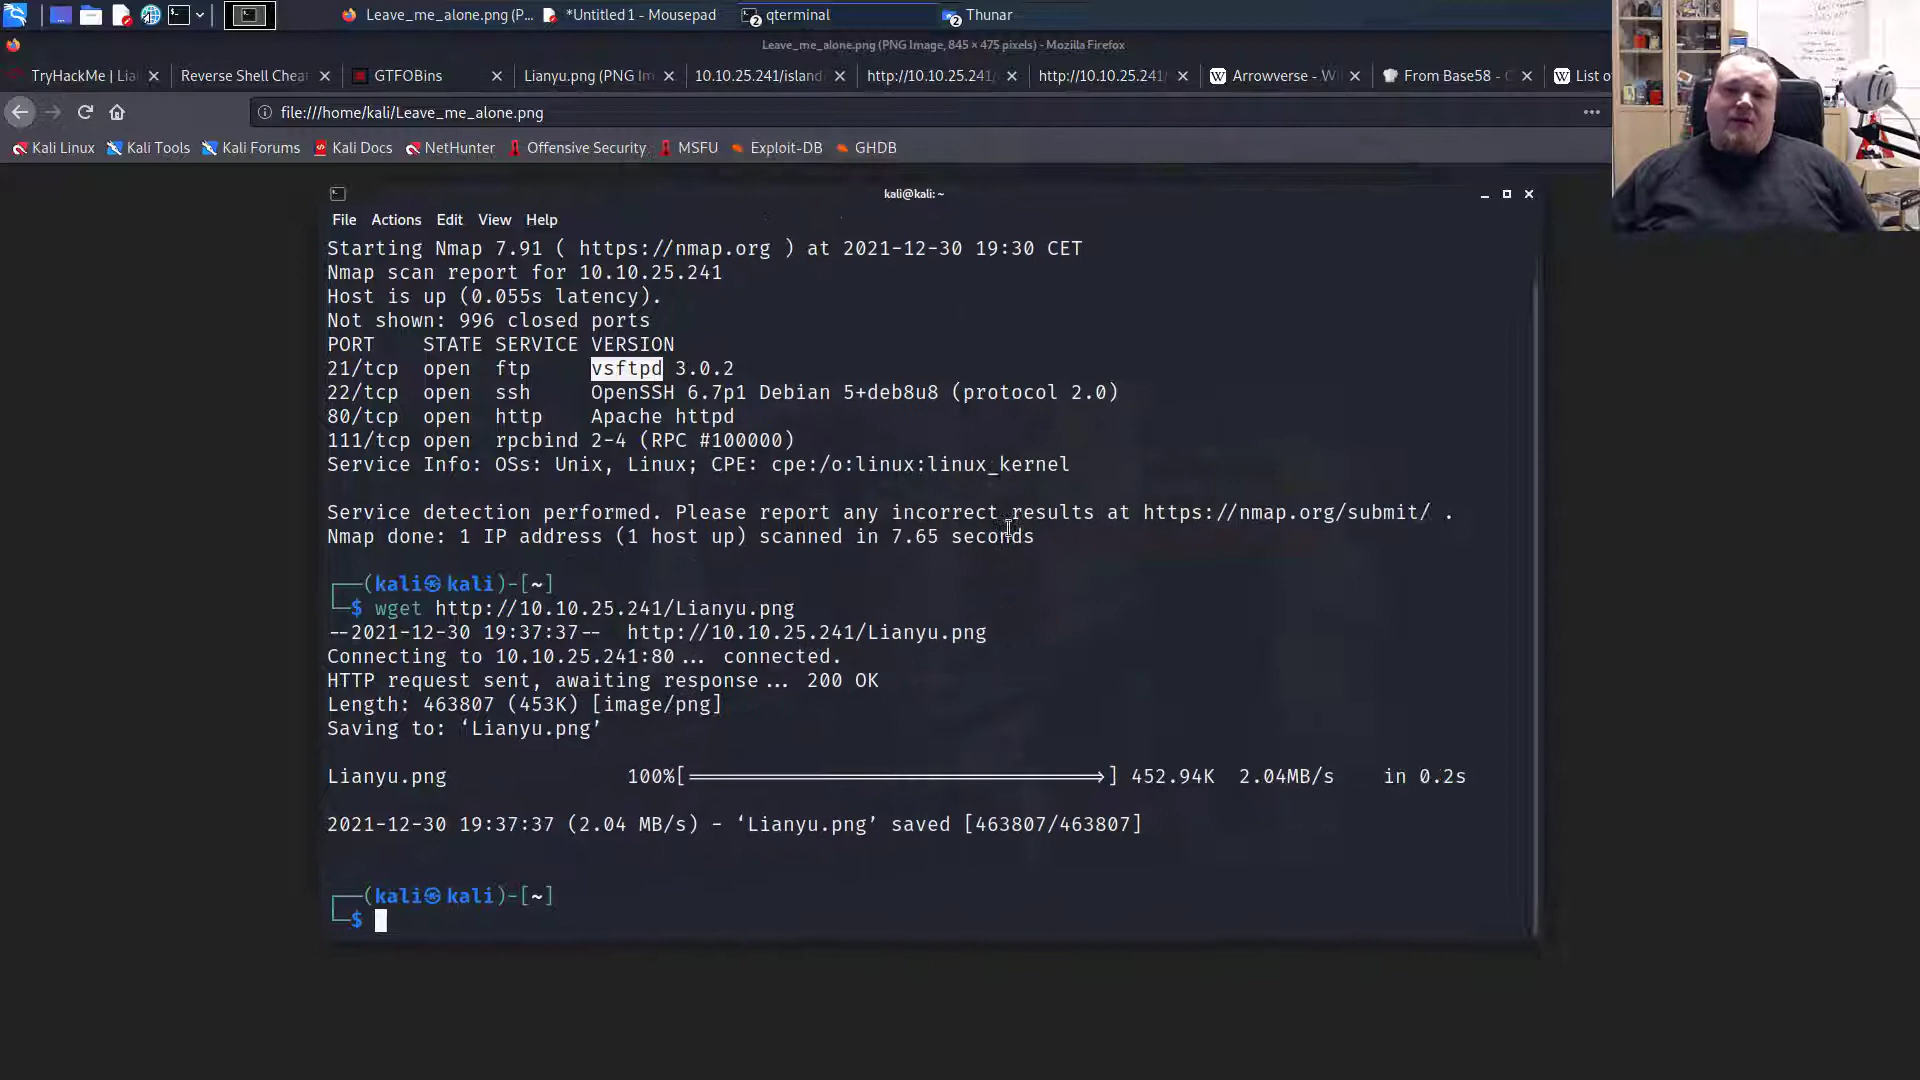 Leave_me_alone.png (P...
*Untitled 1 - Mousepad
2
qterminal
2
Thunar
Leave_me_alone.png (PNG Image, 845 × 475 pixels) - Mozilla Firefox
TryHackMe | Lia
Reverse Shell Chea
GTFOBins
Lianyu.png (PNG Im
10.10.25.241/island
http://10.10.25.241/
http://10.10.25.241/
Arrowverse - Wi
From Base58 - C
List o
file:///home/kali/Leave_me_alone.png
Kali Linux
Kali Tools
Kali Forums
Kali Docs
NetHunter
Offensive Security
MSFU
Exploit-DB
GHDB
kali@kali: ~
File Actions Edit View Help
Starting Nmap 7.91 ( https://nmap.org ) at 2021-12-30 19:30 CET
Nmap scan report for 10.10.25.241
Host is up (0.055s latency).
Not shown: 996 closed ports
PORT STATE SERVICE VERSION
21/tcp open ftp vsftpd 3.0.2
22/tcp open ssh OpenSSH 6.7p1 Debian 5+deb8u8 (protocol 2.0)
80/tcp open http Apache httpd
111/tcp open rpcbind 2-4 (RPC #100000)
Service Info: OSs: Unix, Linux; CPE: cpe:/o:linux:linux_kernel
Service detection performed. Please report any incorrect results at https://nmap.org/submit/ .
Nmap done: 1 IP address (1 host up) scanned in 7.65 seconds
┌──(kali㉿kali)-[~]
└─$ wget http://10.10.25.241/Lianyu.png
--2021-12-30 19:37:37-- http://10.10.25.241/Lianyu.png
Connecting to 10.10.25.241:80... connected.
HTTP request sent, awaiting response... 200 OK
Length: 463807 (453K) [image/png]
Saving to: ‘Lianyu.png’
Lianyu.png 100%[==================================>] 452.94K 2.04MB/s in 0.2s
2021-12-30 19:37:37 (2.04 MB/s) - ‘Lianyu.png’ saved [463807/463807]
┌──(kali㉿kali)-[~]
└─$